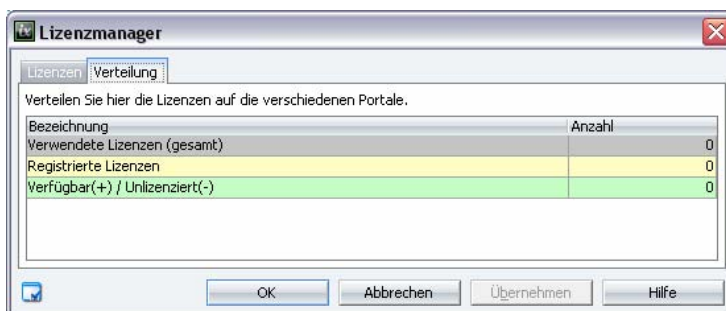 Lizenzmanager
Lizenzen Verteilung
Verteilen Sie hier die Lizenzen auf die verschiedenen Portale.
Bezeichnung Anzahl
Verwendete Lizenzen (gesamt) 0
Registrierte Lizenzen 0
Verfügbar(+) / Unlizenziert(-) 0
OK Abbrechen Übernehmen Hilfe